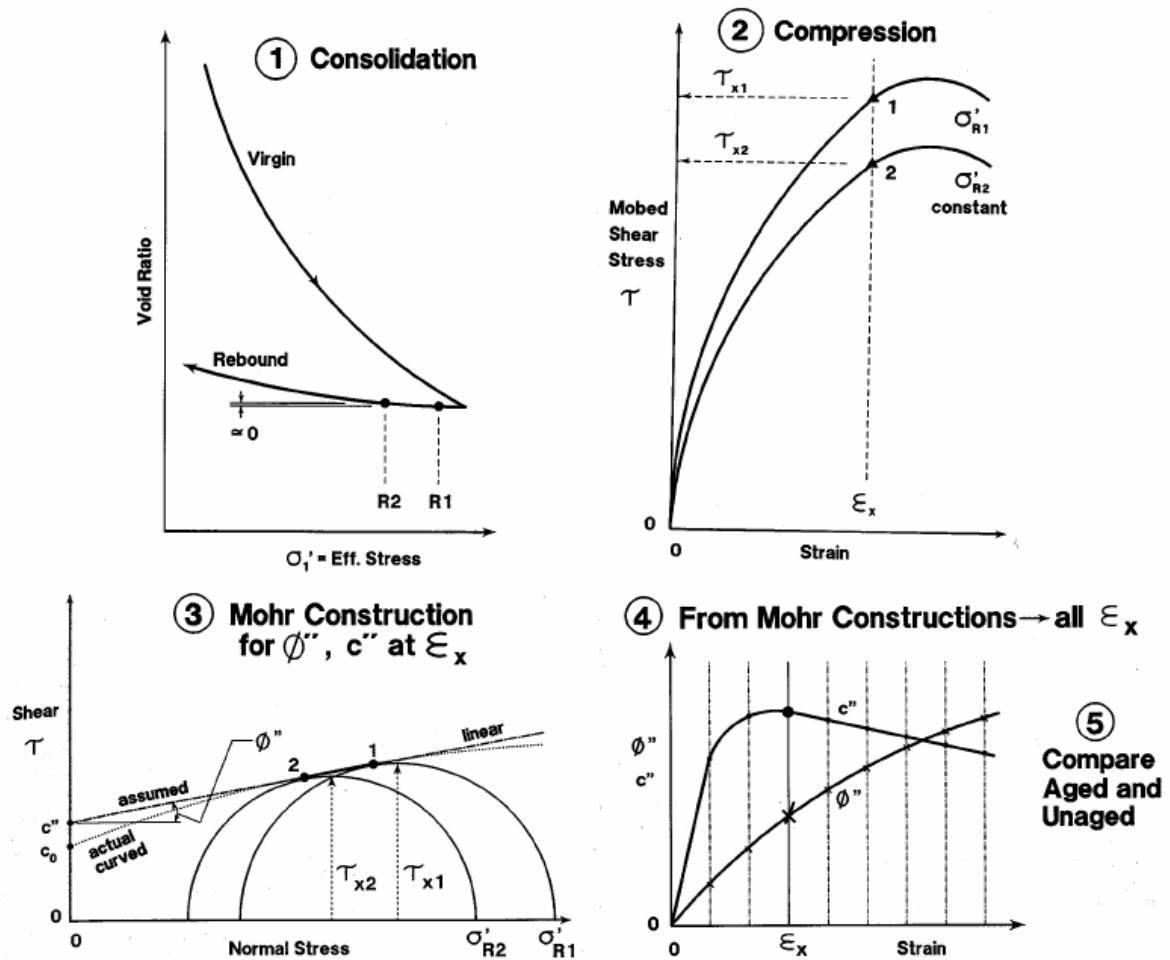 ① Consolidation
Void Ratio
Virgin
Rebound
≃ 0
R2 R1
σ₁' = Eff. Stress
② Compression
τx1
τx2
1
2
σ'R1
σ'R2
constant
Mobed
Shear
Stress
τ
εx
0
0
Strain
③ Mohr Construction
for ø", c" at εx
Shear
τ
ø"
linear
1
2
assumed
c"
c₀
actual
curved
τx2
τx1
0
0
Normal Stress
σ'R2
σ'R1
④ From Mohr Constructions → all εx
ø"
c"
c"
ø"
0
0
εx
Strain
⑤
Compare
Aged and
Unaged